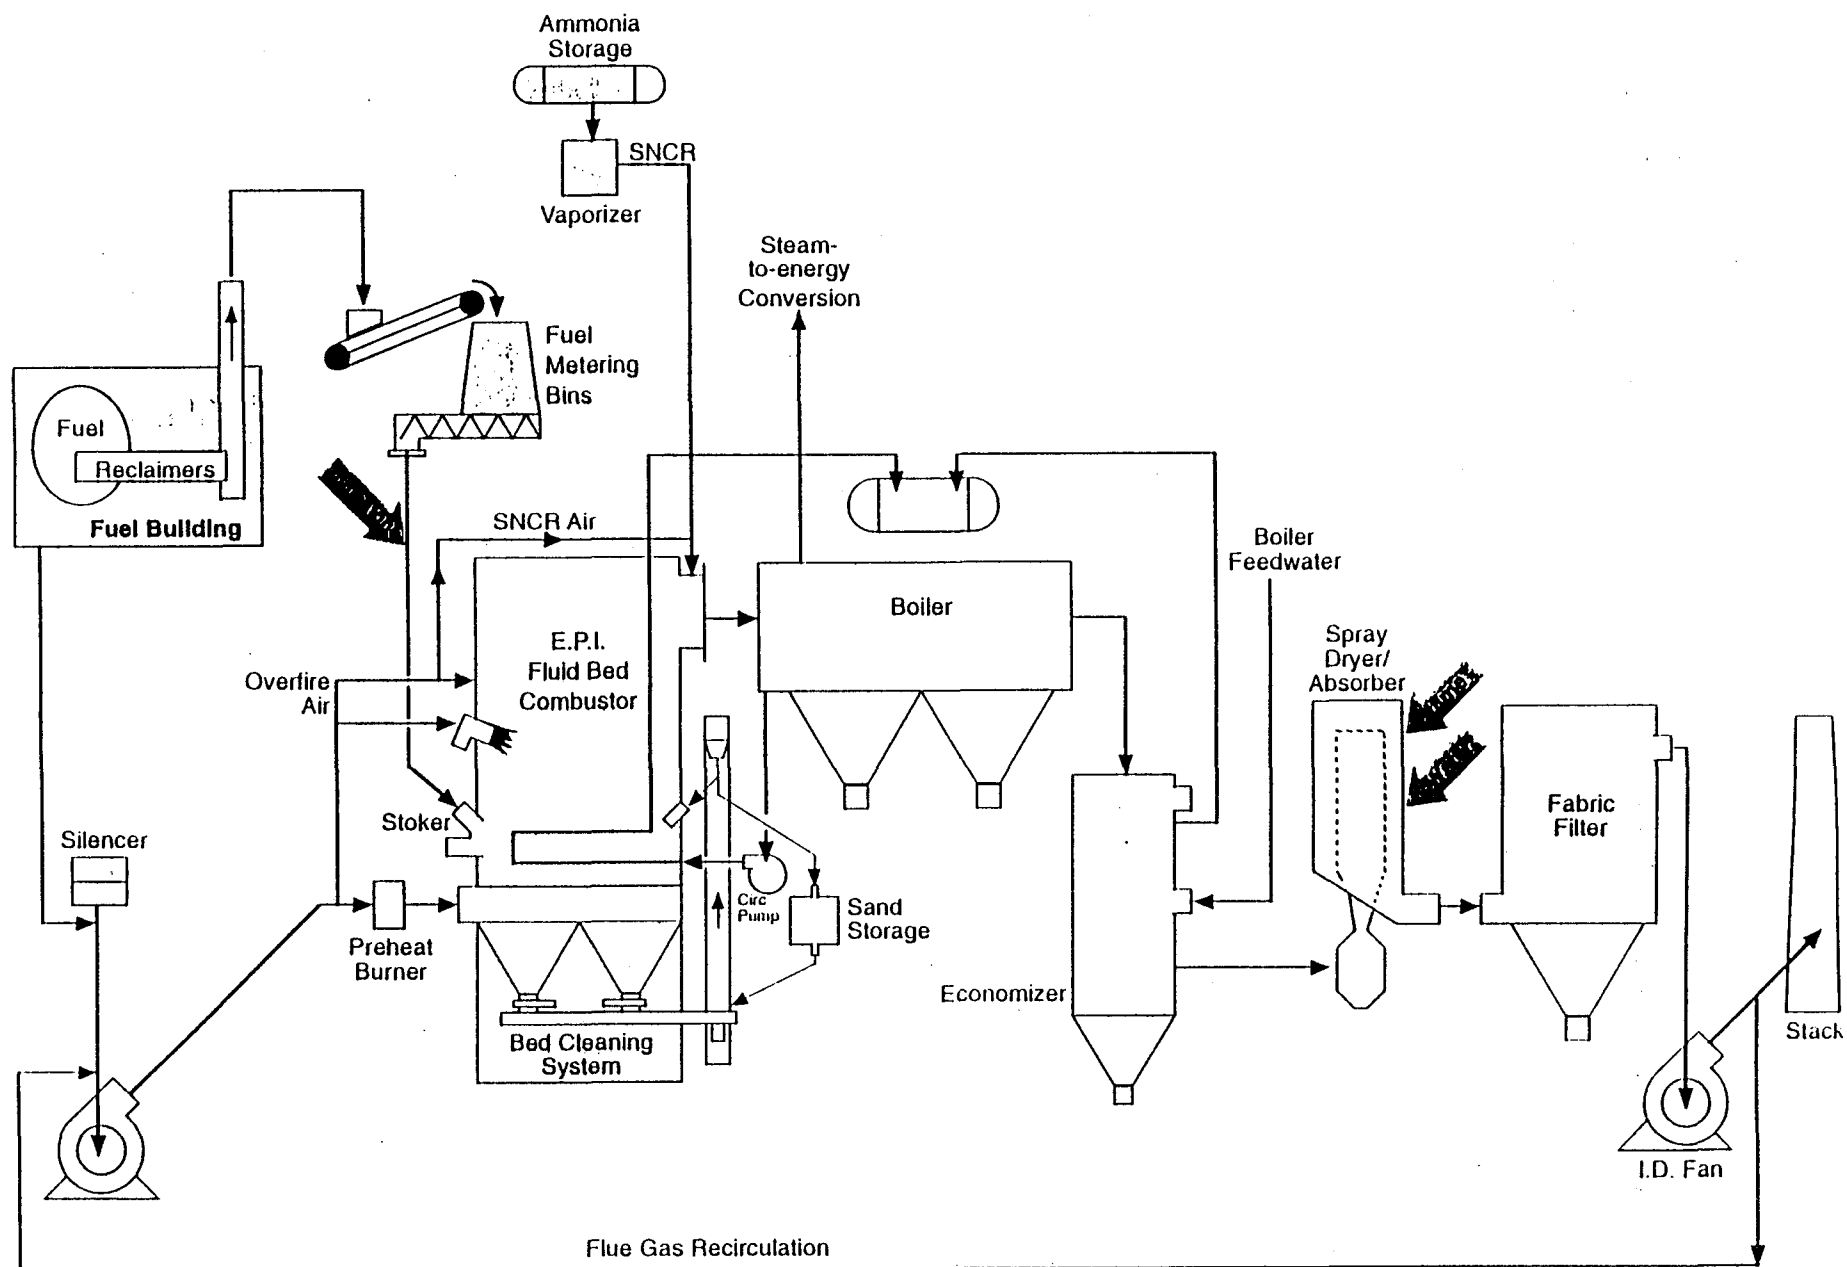 Ammonia
Storage
SNCR
Vaporizer
Steam-
to-energy
Conversion
Fuel
Metering
Bins
Fuel
Reclaimers
Fuel Building
SNCR Air
Boiler
Feedwater
Boiler
E.P.I.
Fluid Bed
Combustor
Spray
Dryer/
Absorber
Overfire
Air
Stoker
Fabric
Filter
Silencer
Circ
Pump
Sand
Storage
Preheat
Burner
Economizer
Bed Cleaning
System
Stack
I.D. Fan
Flue Gas Recirculation